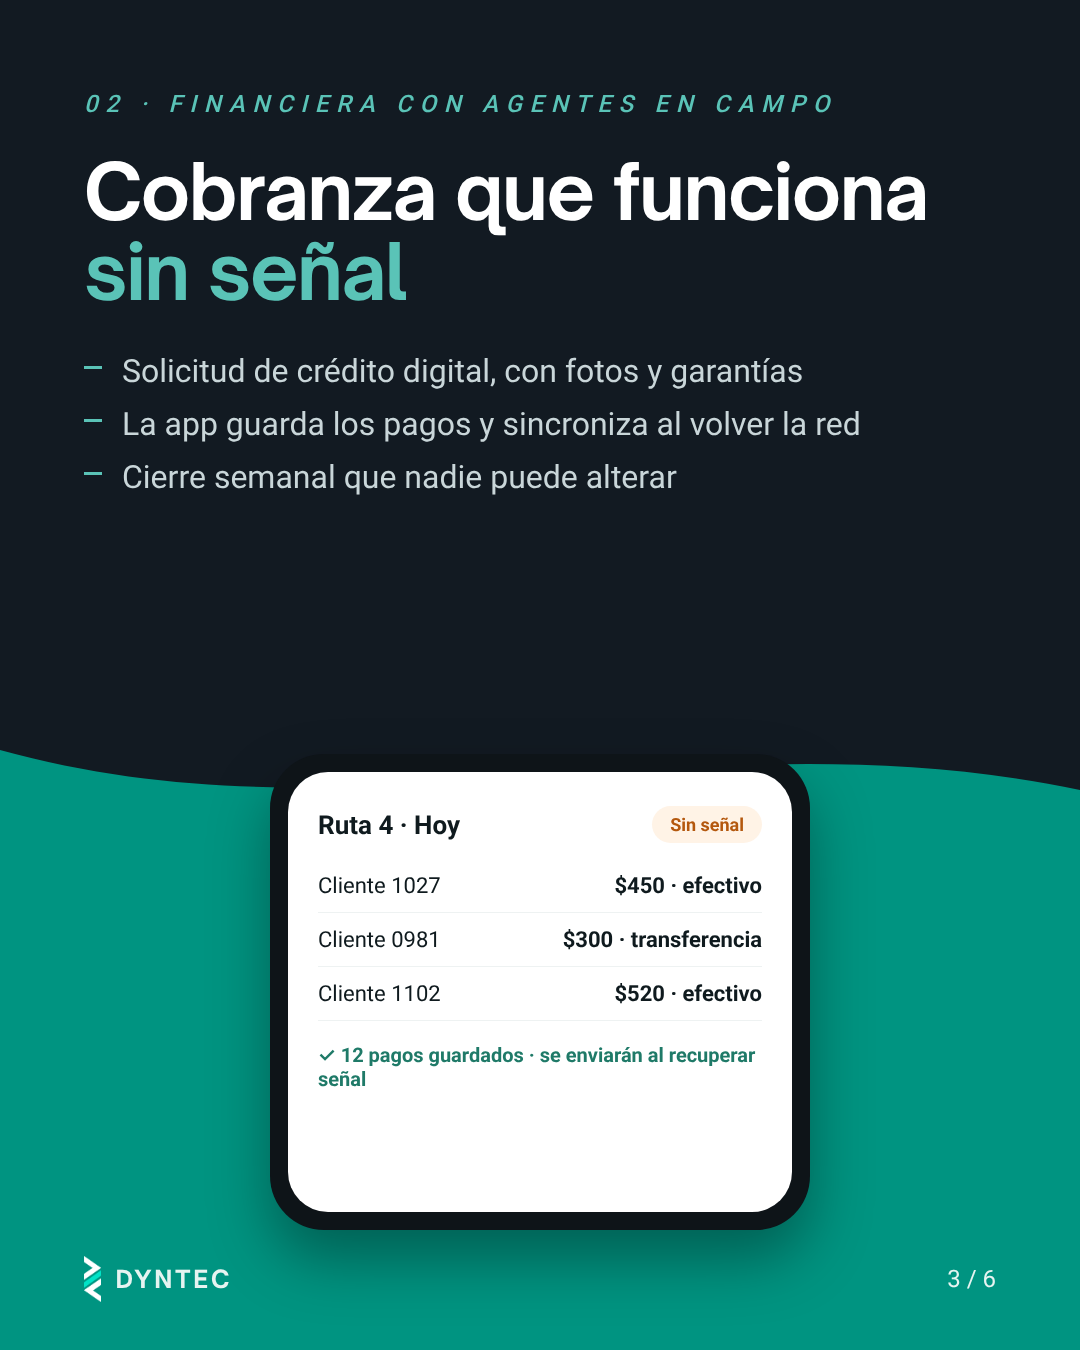 02 · FINANCIERA CON AGENTES EN CAMPO
Cobranza que funciona
sin señal
– Solicitud de crédito digital, con fotos y garantías
– La app guarda los pagos y sincroniza al volver la red
– Cierre semanal que nadie puede alterar
Ruta 4 · Hoy Sin señal
Cliente 1027 $450 · efectivo
Cliente 0981 $300 · transferencia
Cliente 1102 $520 · efectivo
✓ 12 pagos guardados · se enviarán al recuperar
señal
DYNTEC 3 / 6